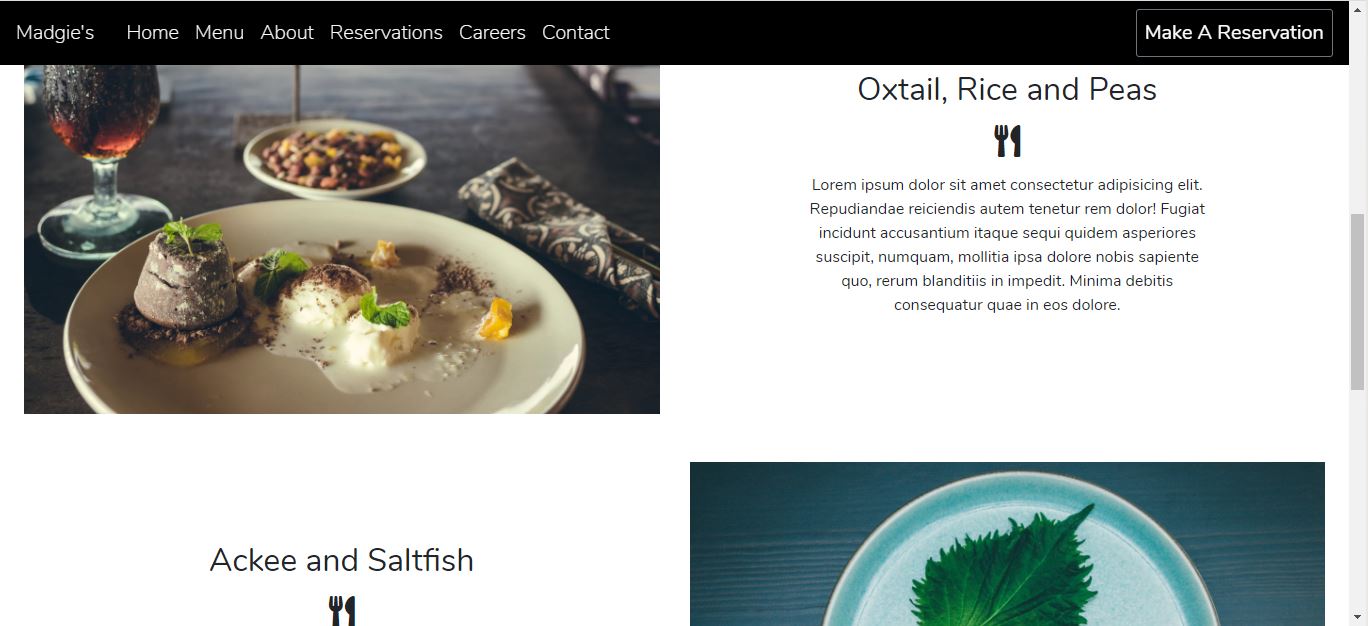 Madgie's Home Menu About Reservations Careers Contact Make A Reservation
Oxtail, Rice and Peas
Lorem ipsum dolor sit amet consectetur adipisicing elit.
Repudiandae reiciendis autem tenetur rem dolor! Fugiat
incidunt accusantium itaque sequi quidem asperiores
suscipit, numquam, mollitia ipsa dolore nobis sapiente
quo, rerum blanditiis in impedit. Minima debitis
consequatur quae in eos dolore.
Ackee and Saltfish